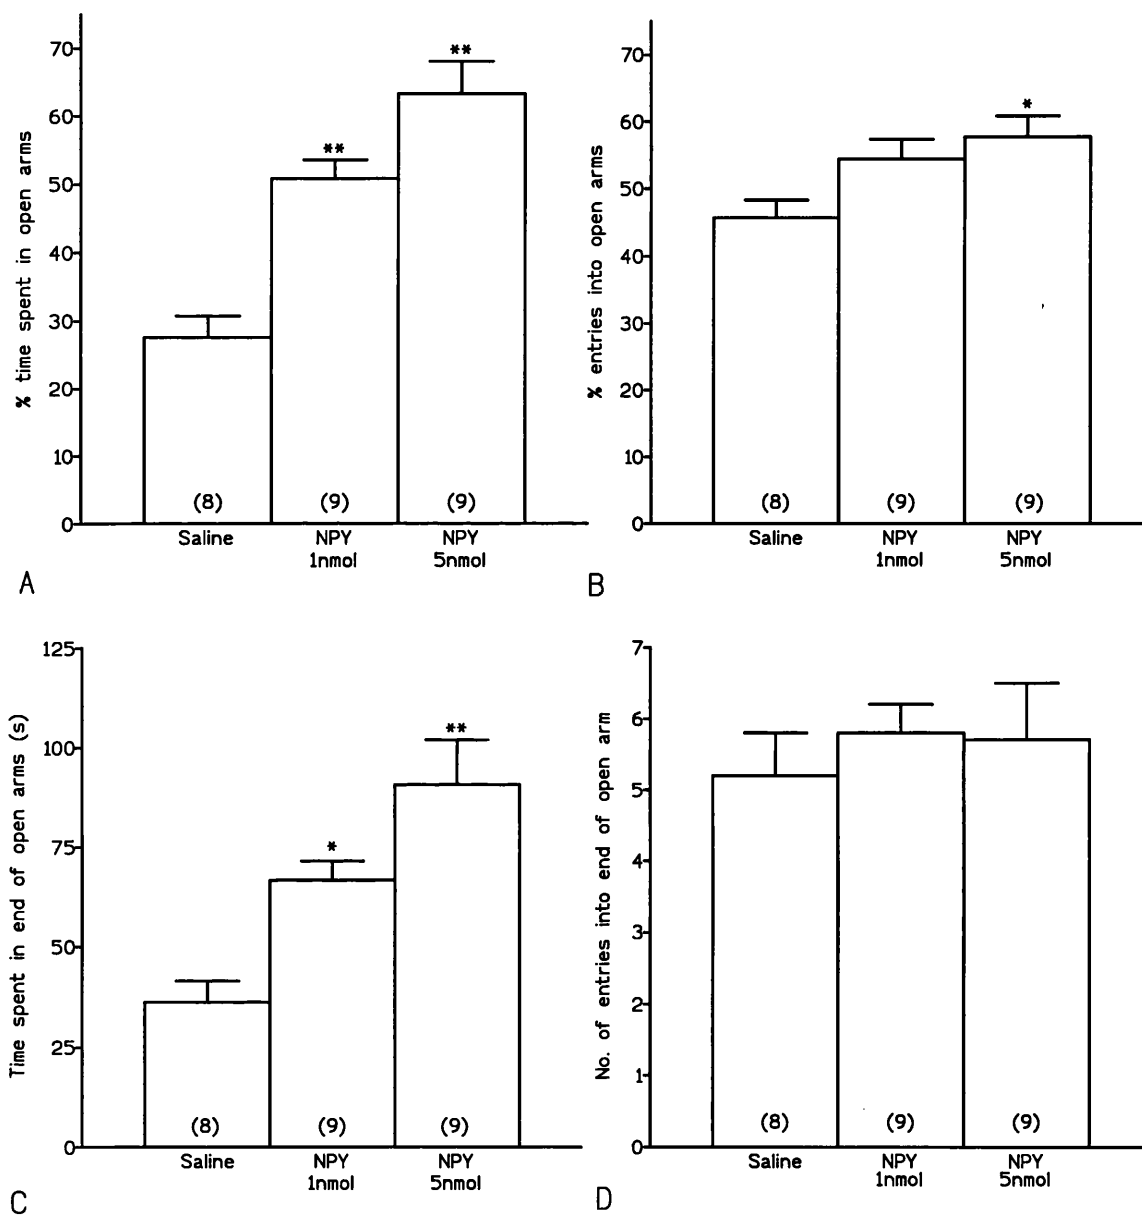 % time spent in open arms
70
60
50
40
30
20
10
0
**
**
(8)
(9)
(9)
Saline
NPY
1nmol
NPY
5nmol
A
% entries into open arms
70
60
50
40
30
20
10
0
*
(8)
(9)
(9)
Saline
NPY
1nmol
NPY
5nmol
B
Time spent in end of open arms (s)
125
100
75
50
25
0
*
**
(8)
(9)
(9)
Saline
NPY
1nmol
NPY
5nmol
C
No. of entries into end of open arm
7
6
5
4
3
2
1
0
(8)
(9)
(9)
Saline
NPY
1nmol
NPY
5nmol
D